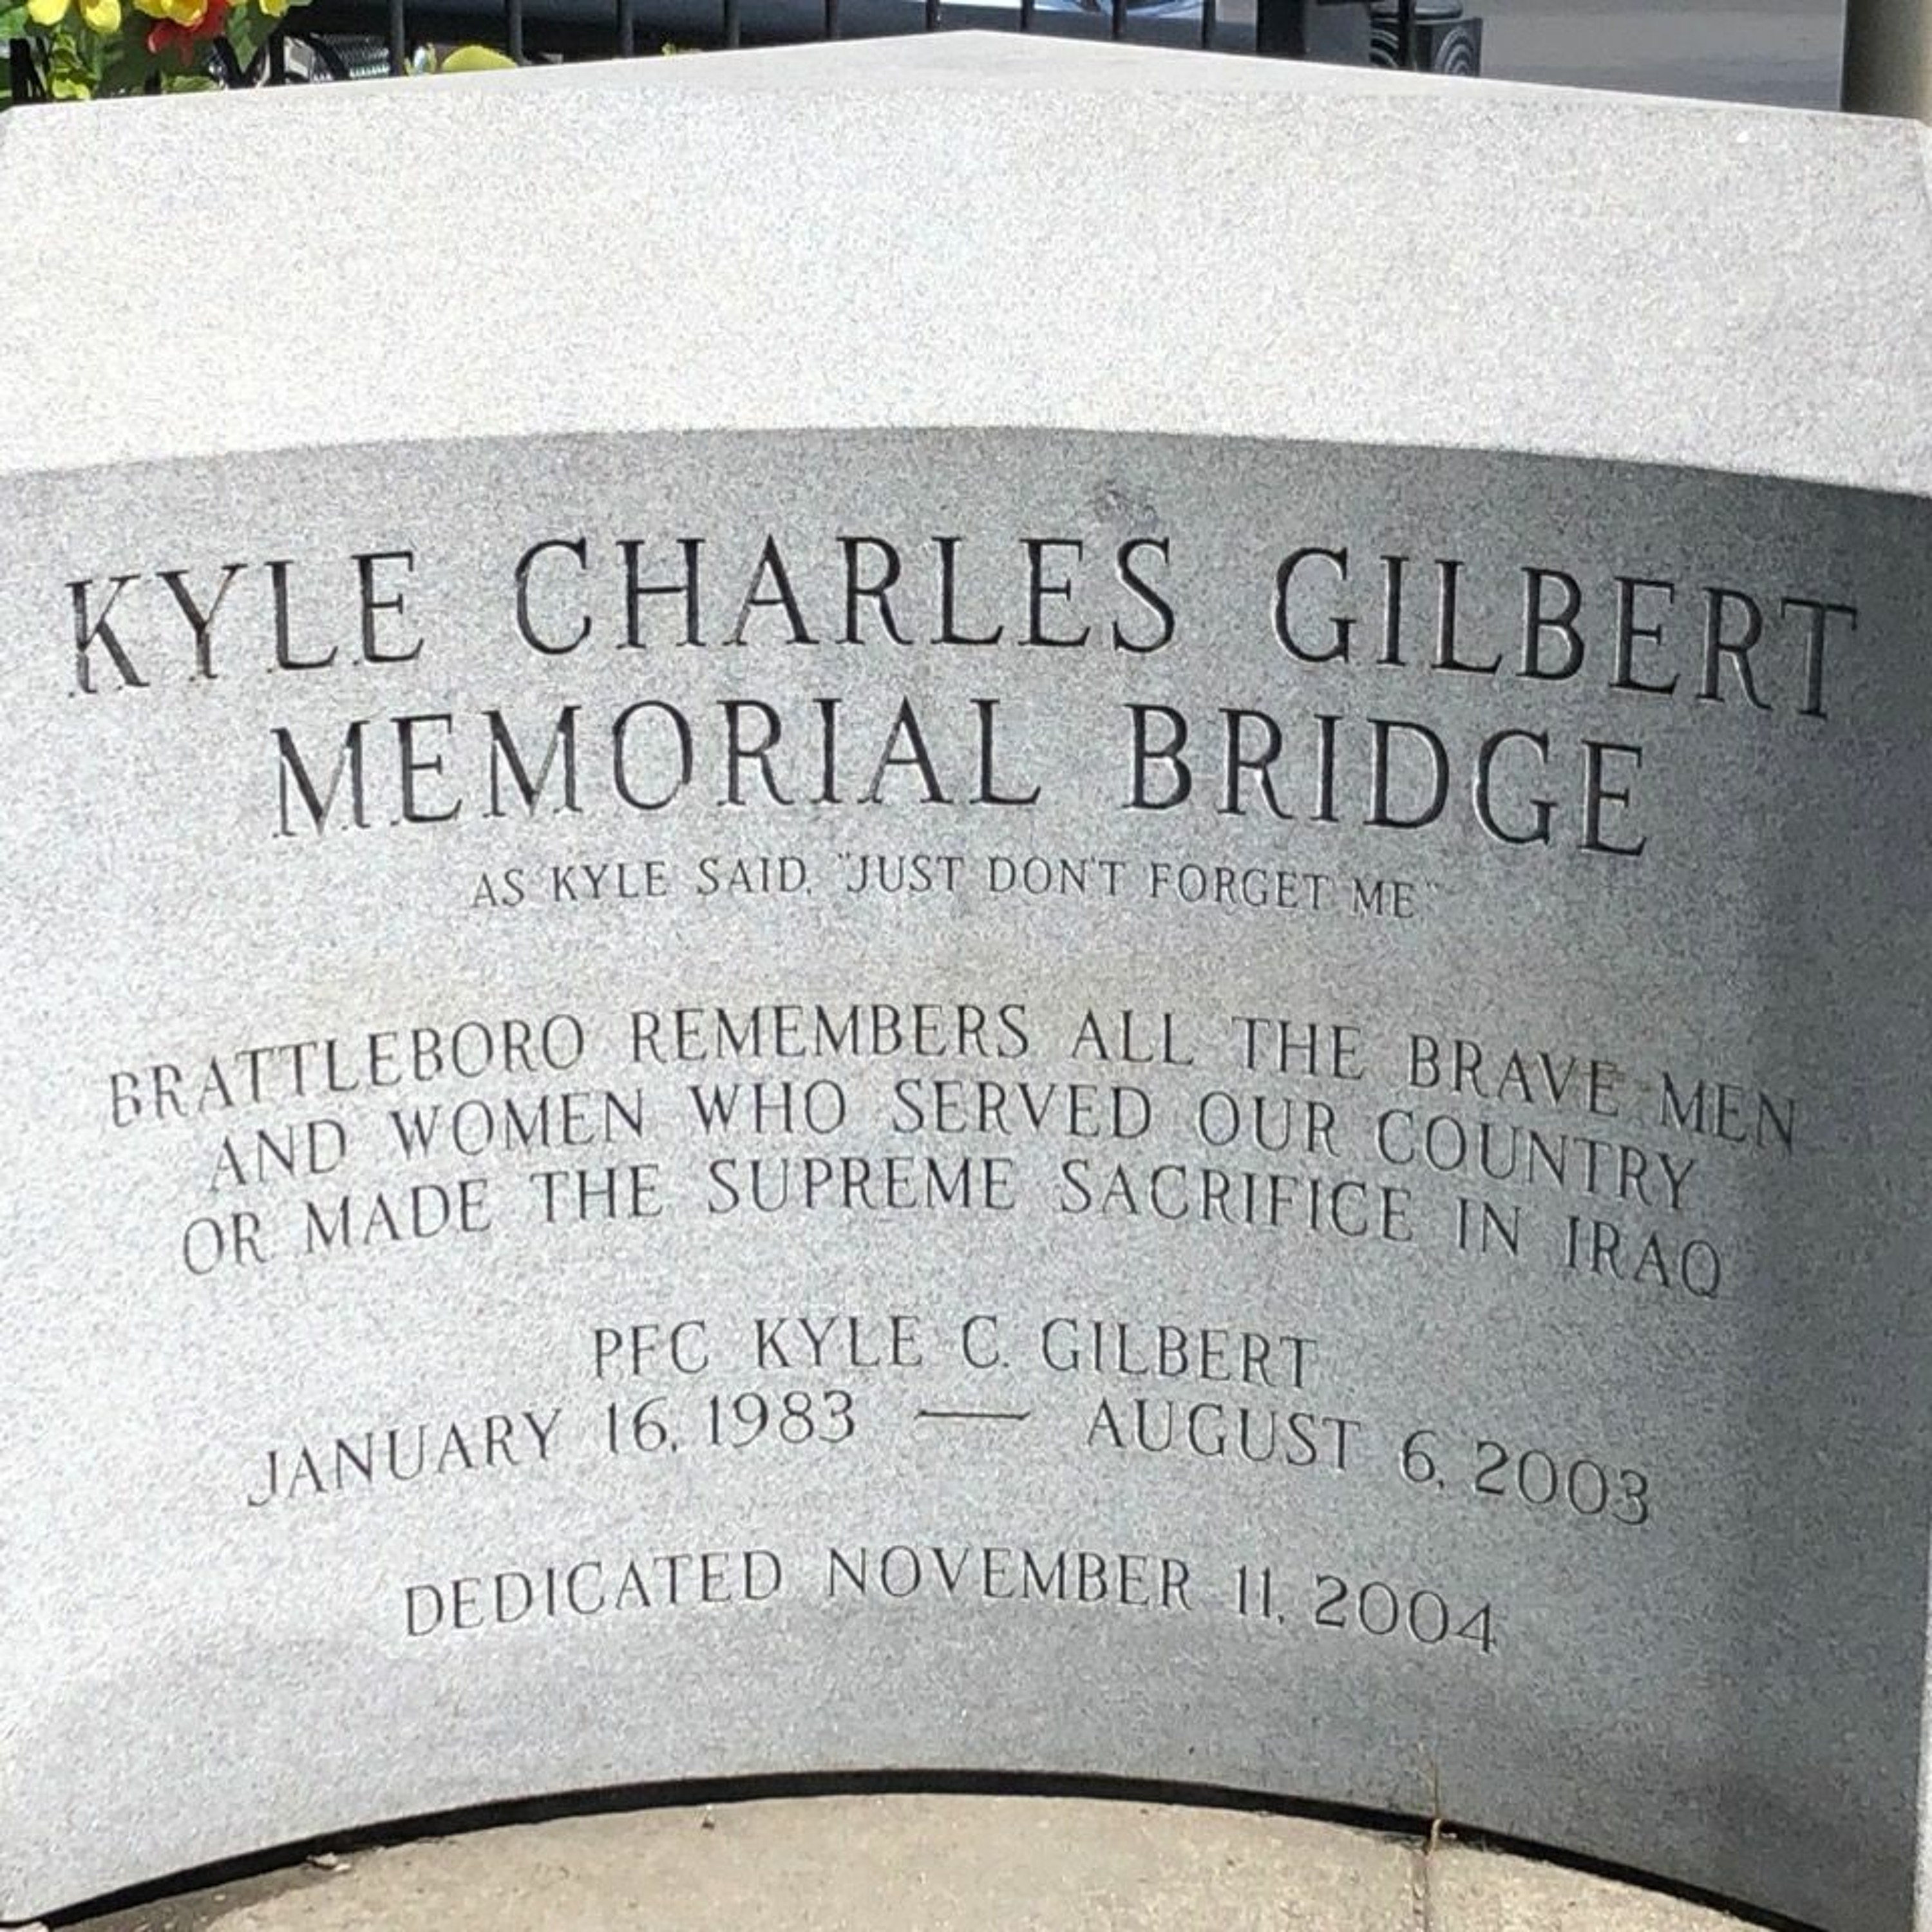 KYLE CHARLES GILBERT
MEMORIAL BRIDGE
AS KYLE SAID, "JUST DON'T FORGET ME"
BRATTLEBORO REMEMBERS ALL THE BRAVE MEN
AND WOMEN WHO SERVED OUR COUNTRY
OR MADE THE SUPREME SACRIFICE IN IRAQ
PFC KYLE C. GILBERT
JANUARY 16, 1983 — AUGUST 6, 2003
DEDICATED NOVEMBER 11, 2004